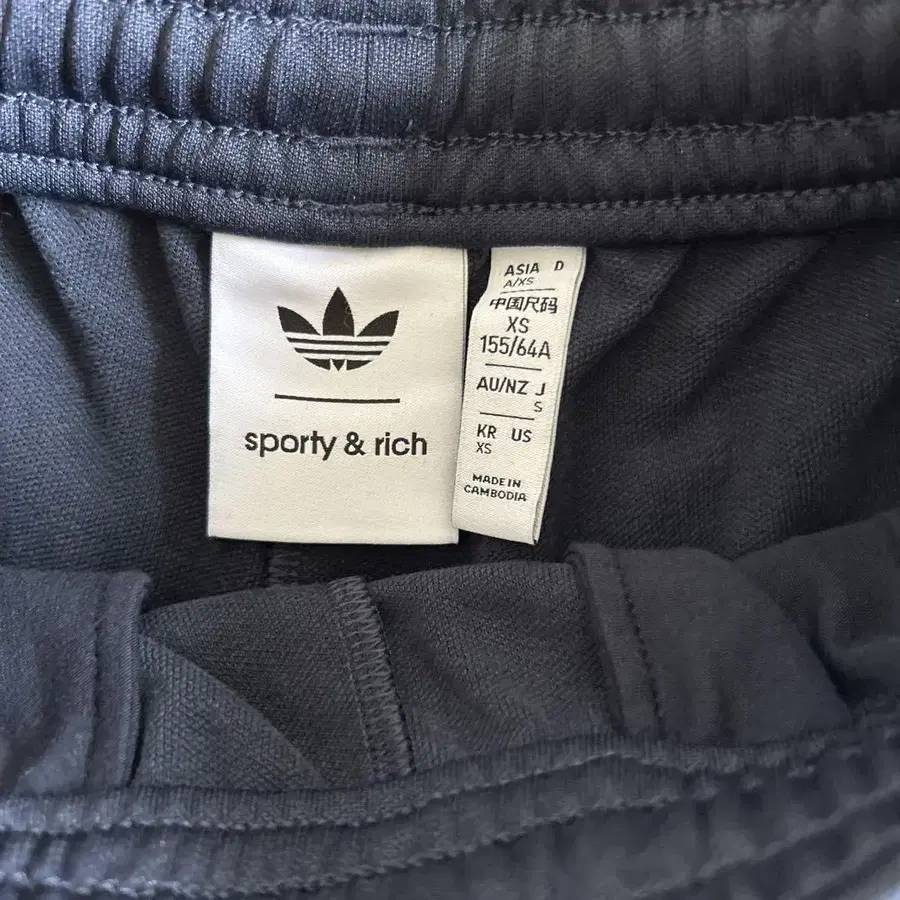 sporty & rich
ASIA D
A/XS
中国尺码
XS
155/64A
AU/NZ J
S
KR US
XS
MADE IN
CAMBODIA